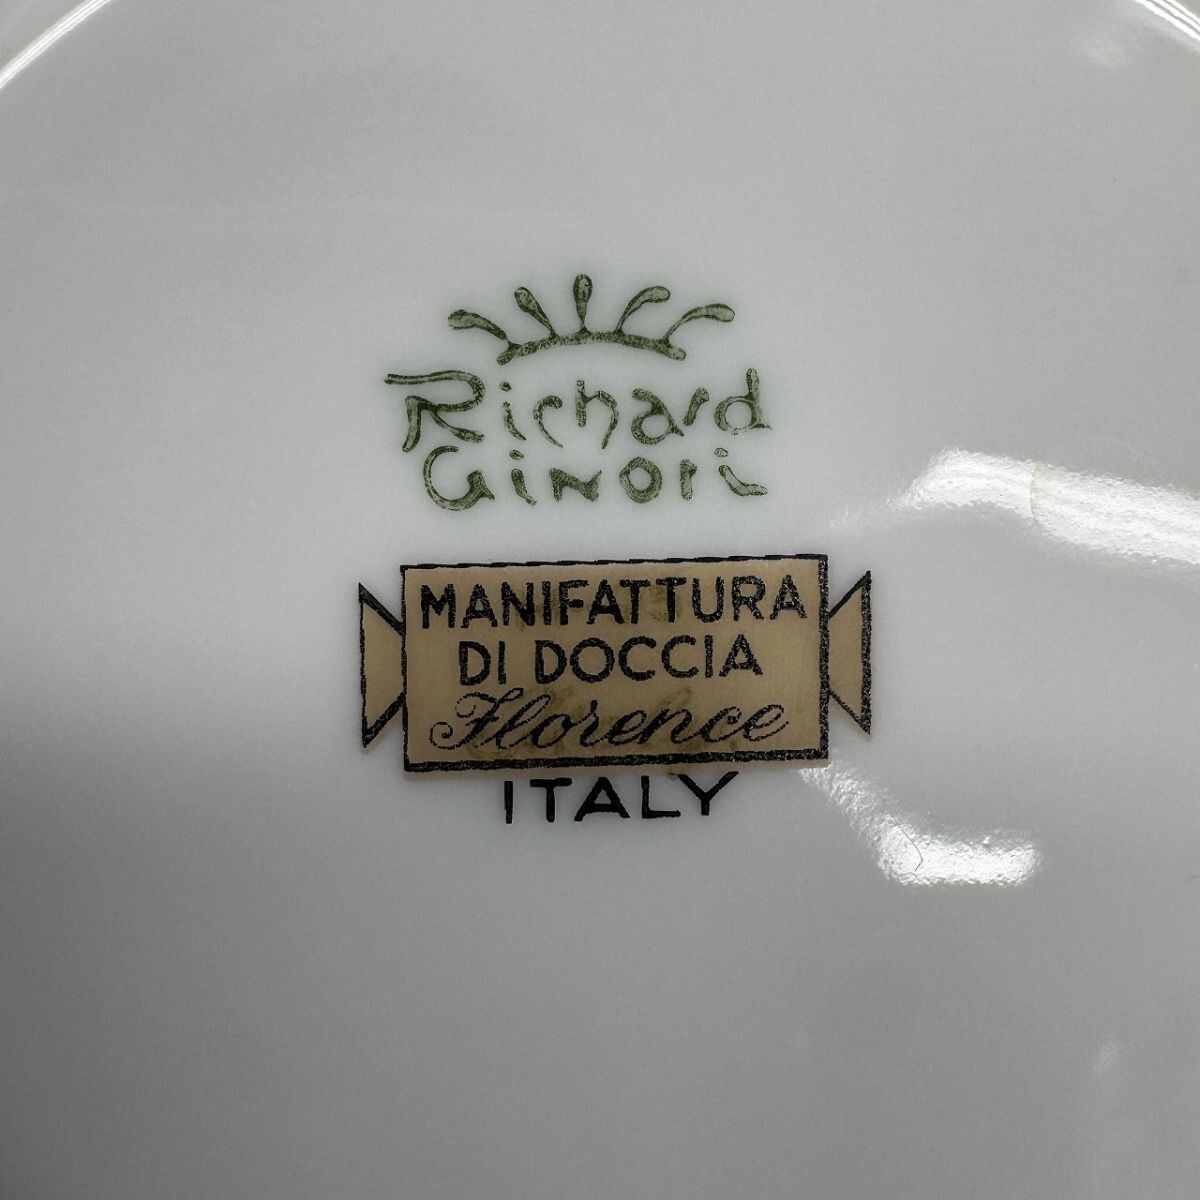 Richard
Ginori
MANIFATTURA
DI DOCCIA
Florence
ITALY